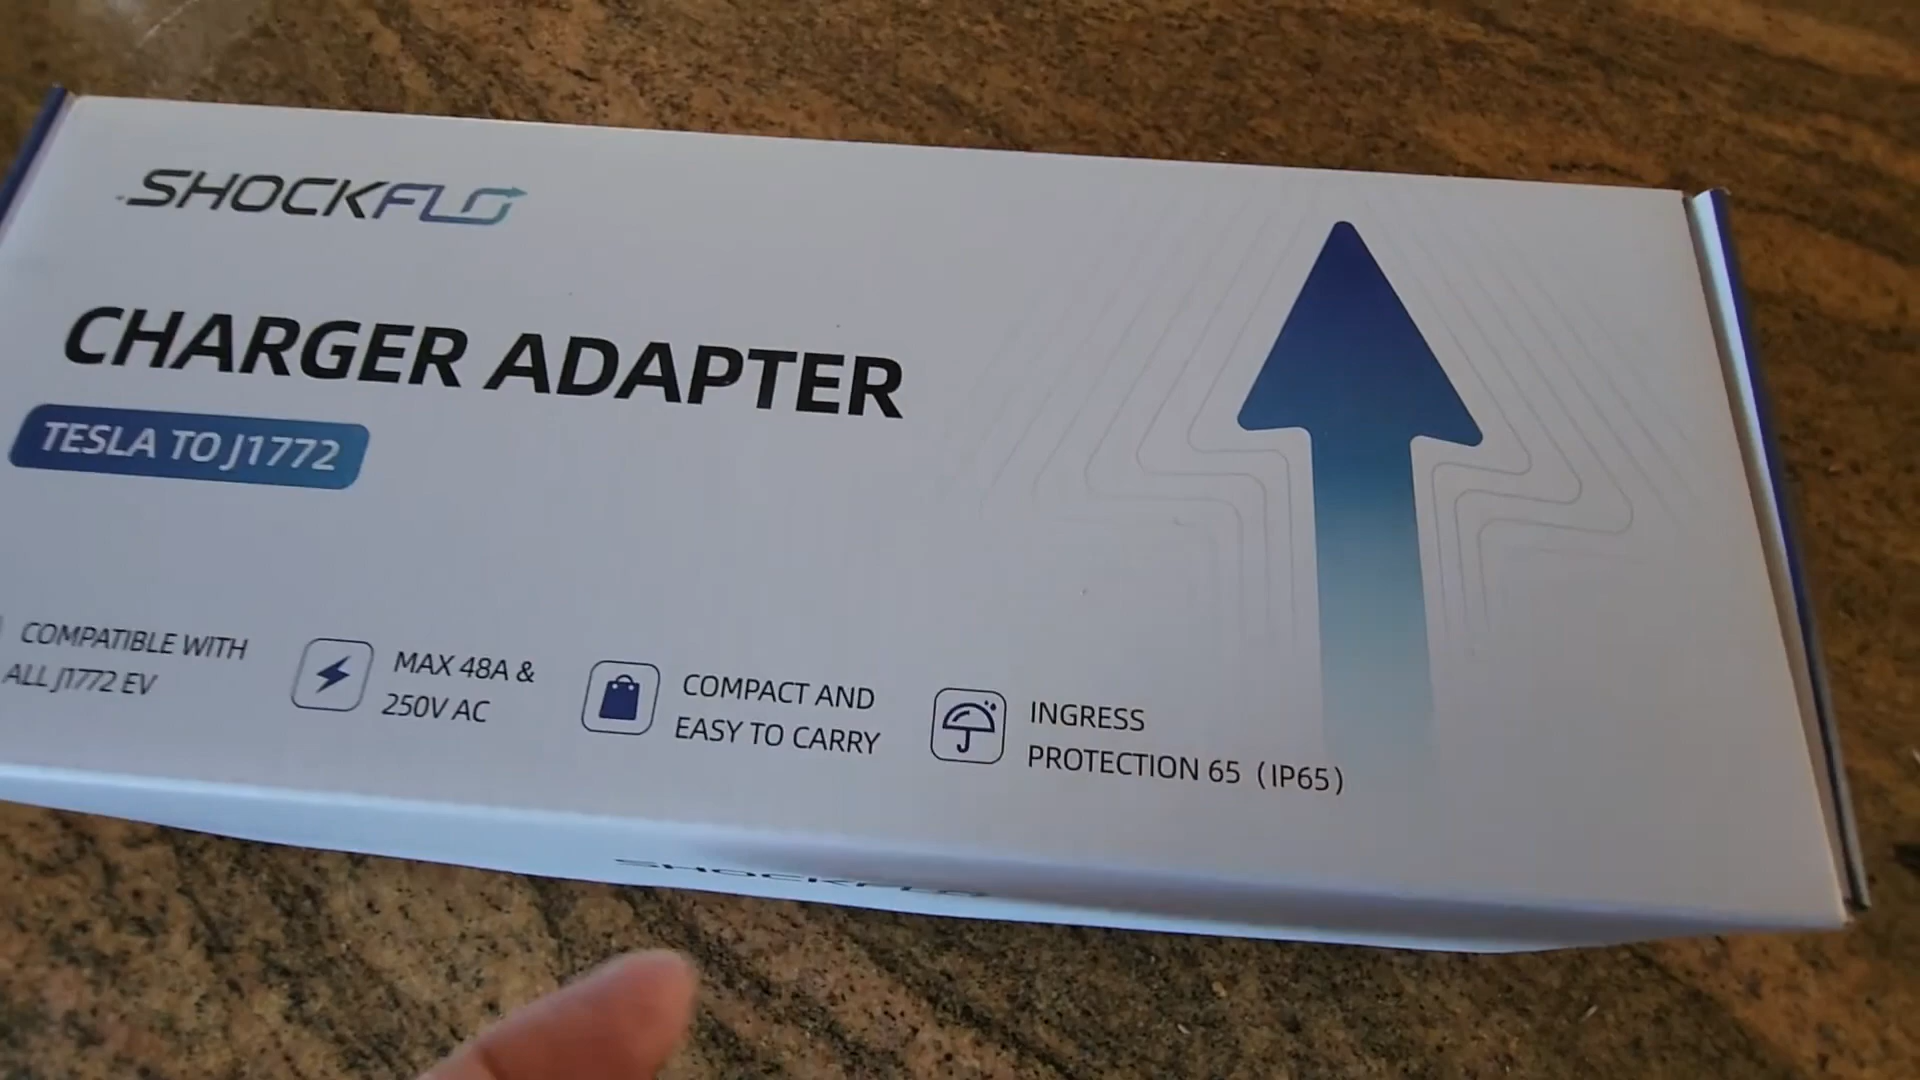 SHOCKFLO
CHARGER ADAPTER
TESLA TO J1772
COMPATIBLE WITH
ALL J1772 EV
MAX 48A &
250V AC
COMPACT AND
EASY TO CARRY
INGRESS
PROTECTION 65 (IP65)
SHOCKFLO